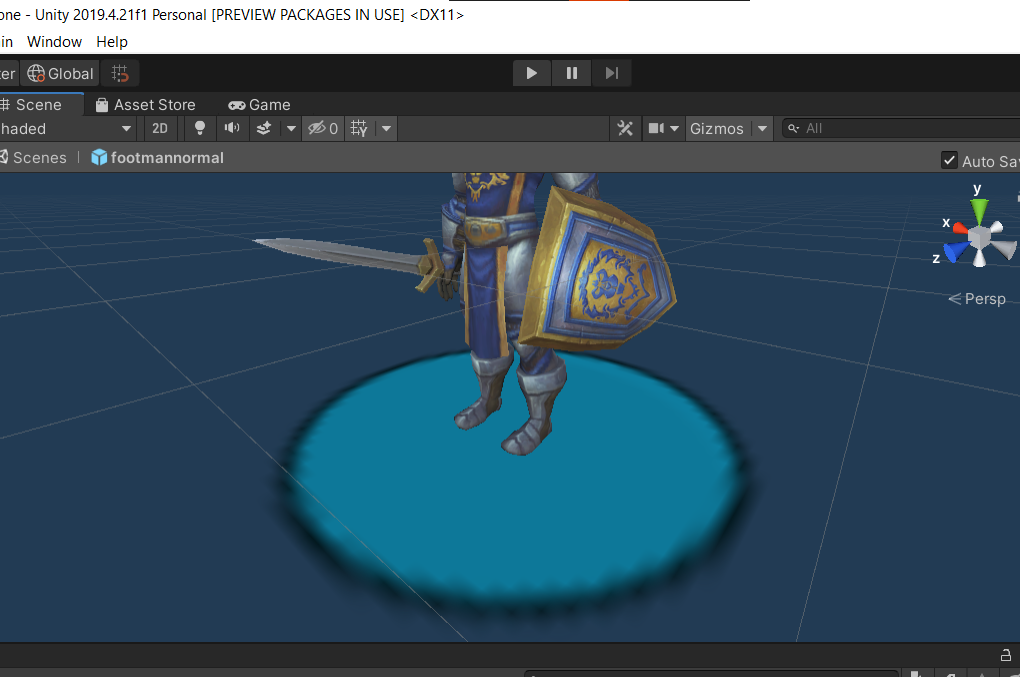 one - Unity 2019.4.21f1 Personal [PREVIEW PACKAGES IN USE] <DX11>
in Window Help
ter Global
Scene Asset Store Game
haded 2D 0 Gizmos All
Scenes footmannormal
Auto Sav
y
x
z
Persp